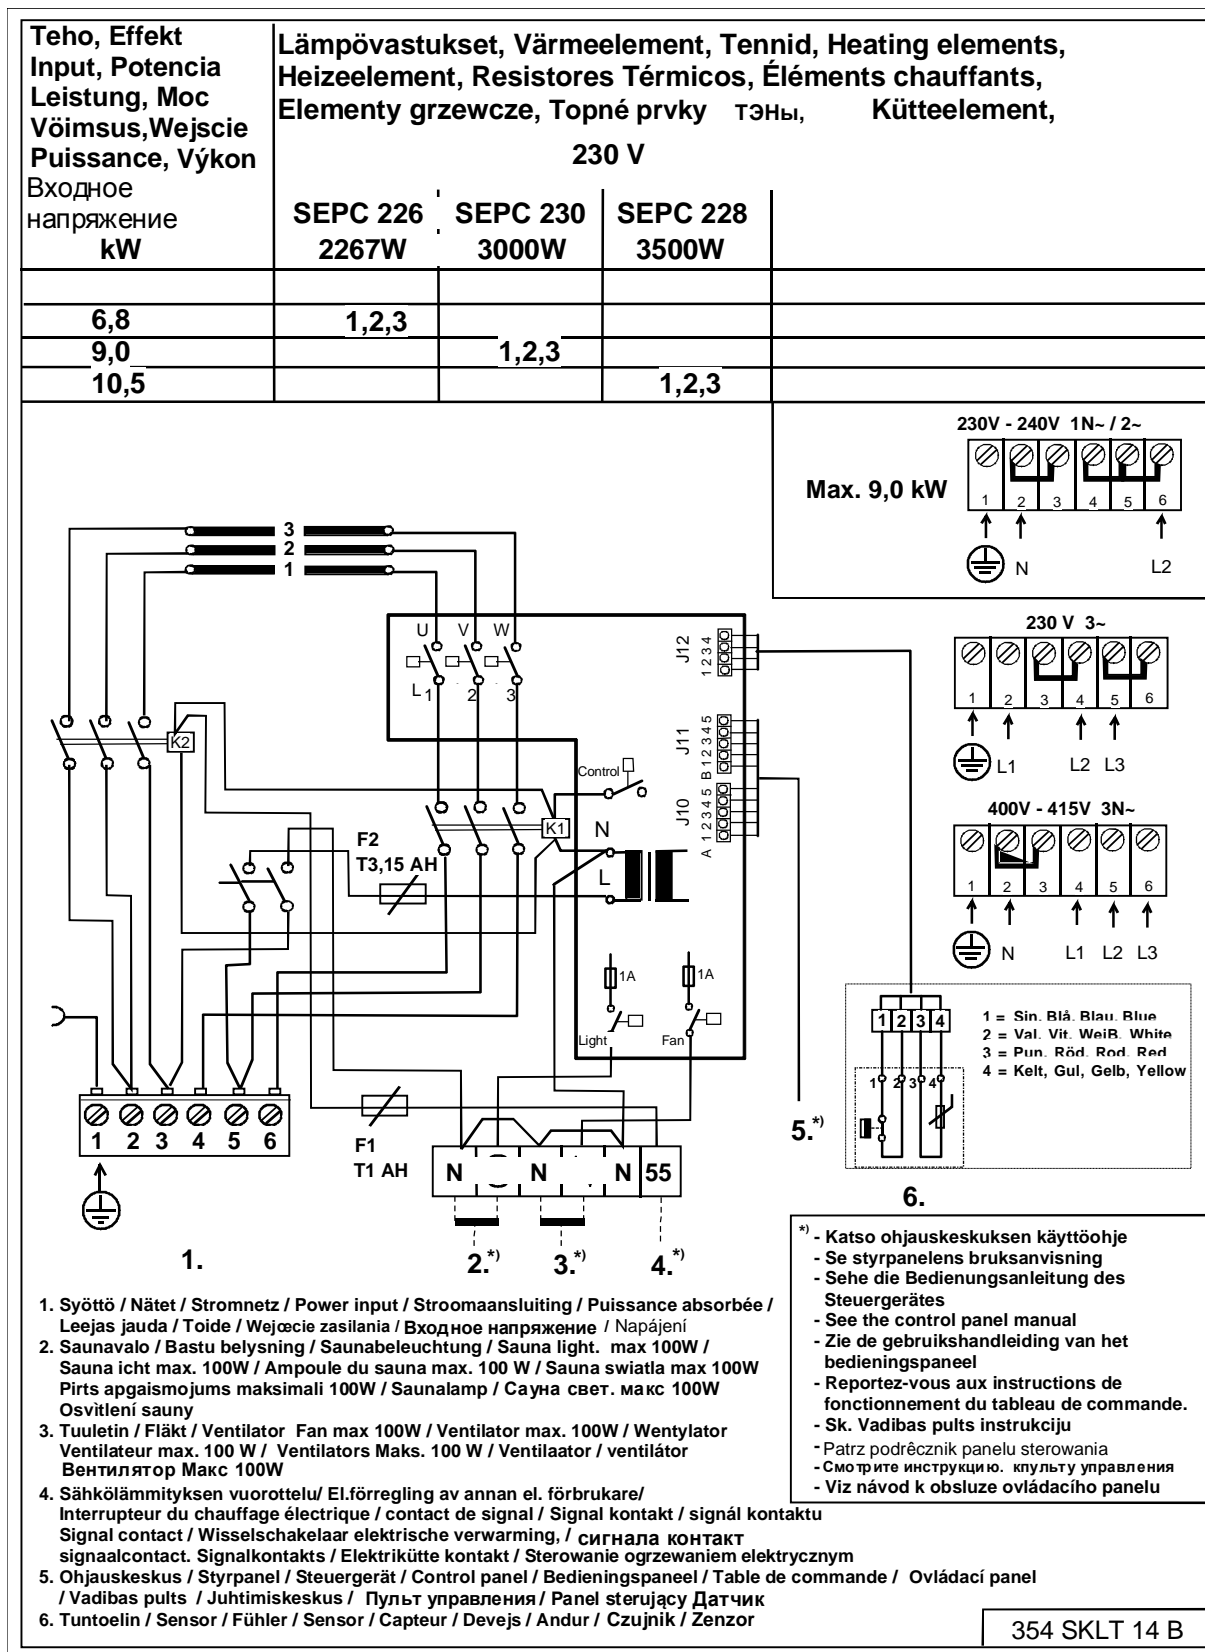 Teho, Effekt
Input, Potencia
Leistung, Moc
Vöimsus,Wejscie
Puissance, Výkon
Входное
напряжение
kW
Lämpövastukset, Värmeelement, Tennid, Heating elements,
Heizeelement, Resistores Térmicos, Éléments chauffants,
Elementy grzewcze, Topné prvky ТЭНы, Kütteelement,
230 V
SEPC 226 SEPC 230 SEPC 228
2267W 3000W 3500W
6,8 1,2,3
9,0 1,2,3
10,5 1,2,3
230V - 240V 1N~ / 2~
Max. 9,0 kW
1 2 3 4 5 6
N L2
230 V 3~
1 2 3 4 5 6
L1 L2 L3
400V - 415V 3N~
1 2 3 4 5 6
N L1 L2 L3
3
2
1
U V W
L 1 2 3
J12
1 2 3 4
J11
B 1 2 3 4 5
J10
A 1 2 3 4 5
K2
Control
K1
N
L
F2
T3,15 AH
1A 1A
Light Fan
F1
T1 AH
1 2 3 4 5 6
N N N 55
1. 2.*) 3.*) 4.*) 5.*) 6.
1 2 3 4
1 2 3 4
1 = Sin. Blå. Blau. Blue
2 = Val. Vit. WeiB. White
3 = Pun. Röd. Rod. Red
4 = Kelt, Gul, Gelb, Yellow
*) - Katso ohjauskeskuksen käyttöohje
- Se styrpanelens bruksanvisning
- Sehe die Bedienungsanleitung des
Steuergerätes
- See the control panel manual
- Zie de gebruikshandleiding van het
bedieningspaneel
- Reportez-vous aux instructions de
fonctionnement du tableau de commande.
- Sk. Vadibas pults instrukciju
- Patrz podrêcznik panelu sterowania
- Смотрите инструкцию. кпульту управления
- Viz návod k obsluze ovládacího panelu
1. Syöttö / Nätet / Stromnetz / Power input / Stroomaansluiting / Puissance absorbée /
Leejas jauda / Toide / Wejœcie zasilania / Входное напряжение / Napájení
2. Saunavalo / Bastu belysning / Saunabeleuchtung / Sauna light. max 100W /
Sauna icht max. 100W / Ampoule du sauna max. 100 W / Sauna swiatla max 100W
Pirts apgaismojums maksimali 100W / Saunalamp / Сауна свет. макс 100W
Osvìtlení sauny
3. Tuuletin / Fläkt / Ventilator Fan max 100W / Ventilator max. 100W / Wentylator
Ventilateur max. 100 W / Ventilators Maks. 100 W / Ventilaator / ventilátor
Вентилятор Макс 100W
4. Sähkölämmityksen vuorottelu/ El.förregling av annan el. förbrukare/
Interrupteur du chauffage électrique / contact de signal / Signal kontakt / signál kontaktu
Signal contact / Wisselschakelaar elektrische verwarming, / сигнала контакт
signaalcontact. Signalkontakts / Elektrikütte kontakt / Sterowanie ogrzewaniem elektrycznym
5. Ohjauskeskus / Styrpanel / Steuergerät / Control panel / Bedieningspaneel / Table de commande / Ovládací panel
/ Vadibas pults / Juhtimiskeskus / Пульт управления / Panel sterujący Датчик
6. Tuntoelin / Sensor / Fühler / Sensor / Capteur / Devejs / Andur / Czujnik / Zenzor
354 SKLT 14 B